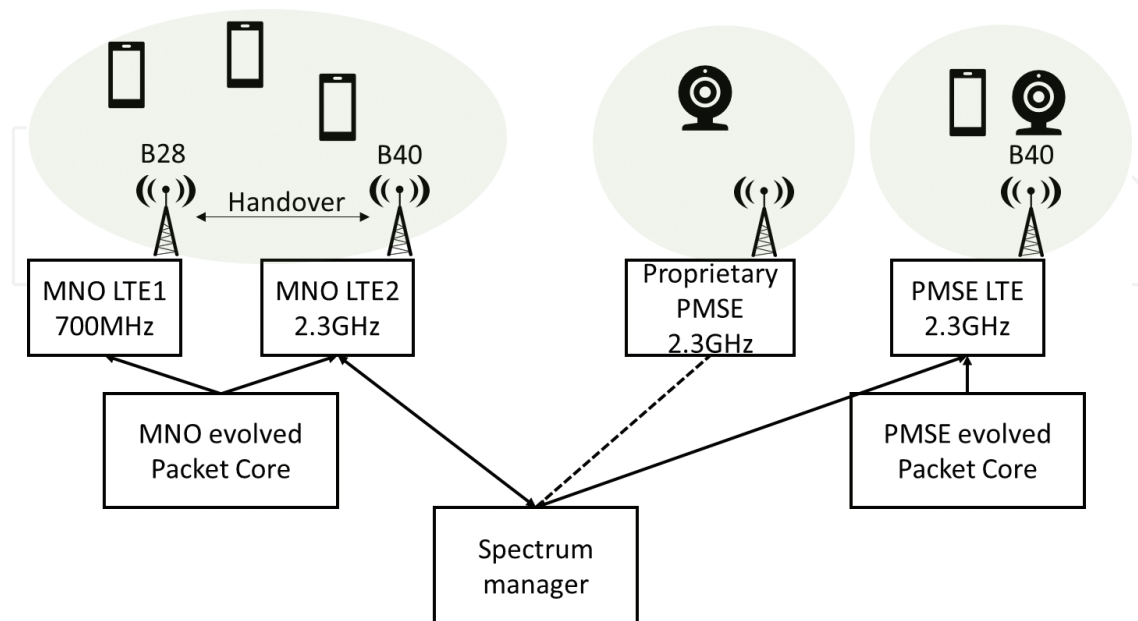 B28
B40
B40
Handover
MNO LTE1
700MHz
MNO LTE2
2.3GHz
Proprietary
PMSE
2.3GHz
PMSE LTE
2.3GHz
MNO evolved
Packet Core
PMSE evolved
Packet Core
Spectrum
manager